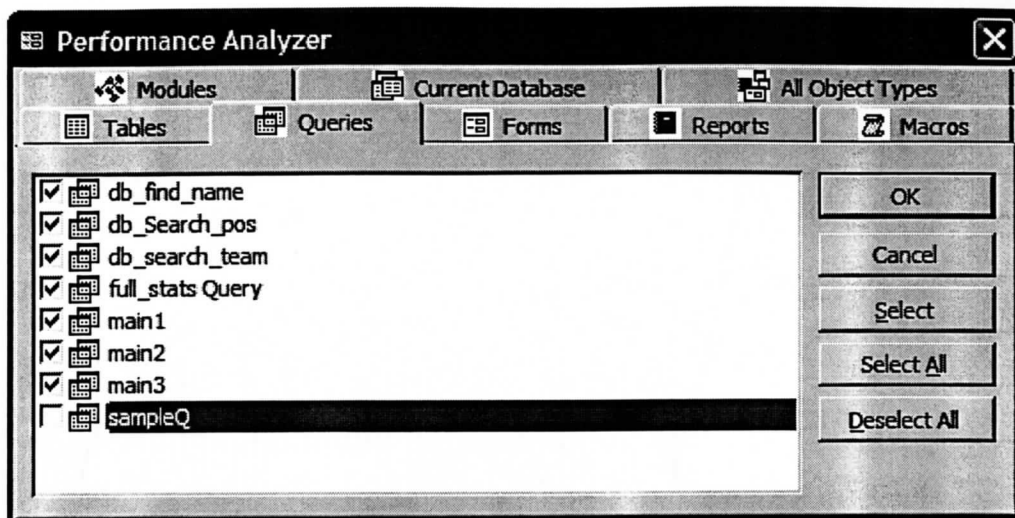 Performance Analyzer
Modules Current Database All Object Types
Tables Queries Forms Reports Macros
db_find_name
db_Search_pos
db_search_team
full_stats Query
main1
main2
main3
sampleQ
OK
Cancel
Select
Select All
Deselect All